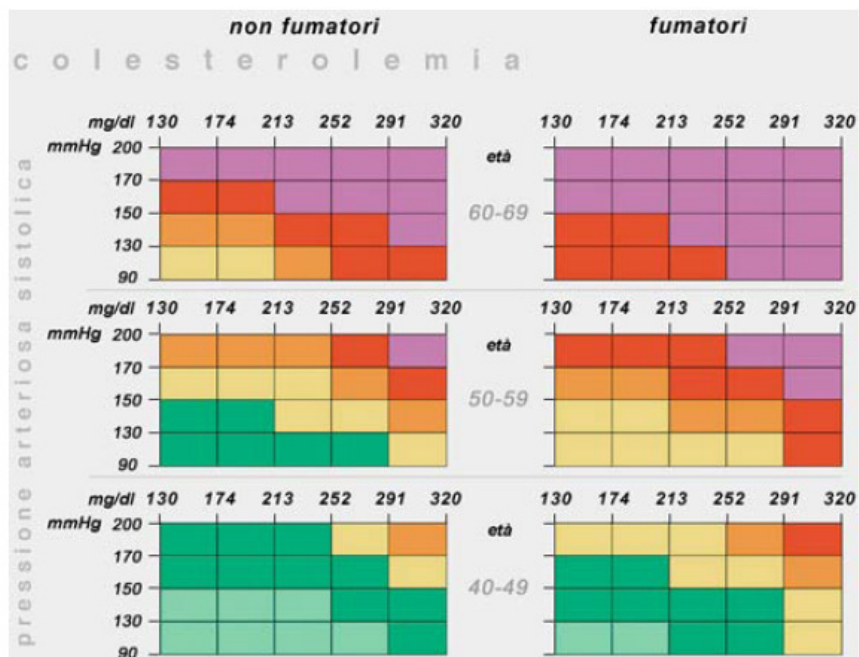 non fumatori fumatori
colesterolemia
mg/dl 130 174 213 252 291 320 130 174 213 252 291 320
mmHg 200 età
170
150 60-69
130
90
mg/dl 130 174 213 252 291 320 130 174 213 252 291 320
mmHg 200 età
170
150 50-59
130
90
mg/dl 130 174 213 252 291 320 130 174 213 252 291 320
mmHg 200 età
170
150 40-49
130
90
pressione arteriosa sistolica